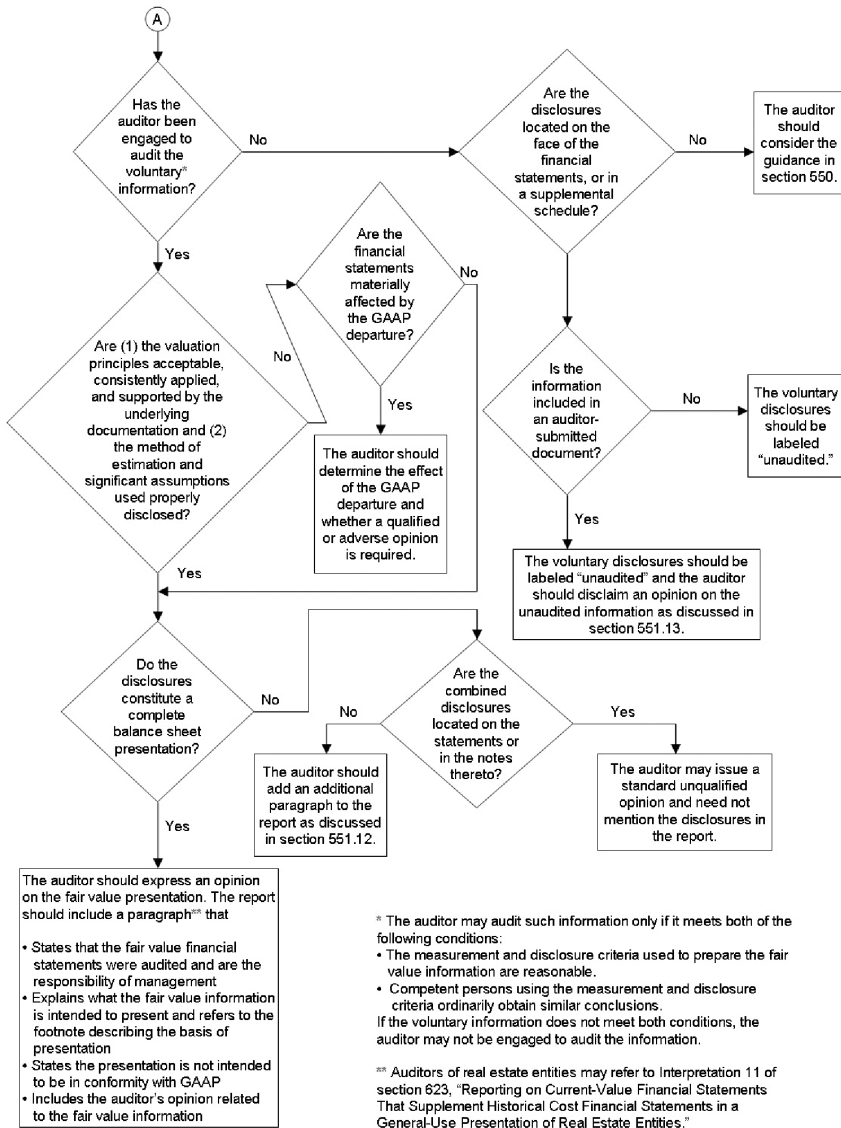 A
Has the
auditor been
engaged to
audit the
voluntary*
information?
No
Are the
disclosures
located on the
face of the
financial
statements, or in
a supplemental
schedule?
No
The auditor
should
consider the
guidance in
section 550.
Yes
Are the
financial
statements
materially
affected by
the GAAP
departure?
No
Are (1) the valuation
principles acceptable,
consistently applied,
and supported by the
underlying
documentation and (2)
the method of
estimation and
significant assumptions
used properly
disclosed?
No
Yes
The auditor should
determine the effect
of the GAAP
departure and
whether a qualified
or adverse opinion
is required.
Is the
information
included in
an auditor-
submitted
document?
No
The voluntary
disclosures
should be
labeled
“unaudited.”
Yes
The voluntary disclosures should be
labeled “unaudited” and the auditor
should disclaim an opinion on the
unaudited information as discussed in
section 551.13.
Yes
Do the
disclosures
constitute a
complete
balance sheet
presentation?
No
Are the
combined
disclosures
located on the
statements or
in the notes
thereto?
No
The auditor should
add an additional
paragraph to the
report as discussed
in section 551.12.
Yes
The auditor may issue a
standard unqualified
opinion and need not
mention the disclosures in
the report.
Yes
The auditor should express an opinion
on the fair value presentation. The report
should include a paragraph** that
• States that the fair value financial
statements were audited and are the
responsibility of management
• Explains what the fair value information
is intended to present and refers to the
footnote describing the basis of
presentation
• States the presentation is not intended
to be in conformity with GAAP
• Includes the auditor’s opinion related
to the fair value information
* The auditor may audit such information only if it meets both of the
following conditions:
• The measurement and disclosure criteria used to prepare the fair
value information are reasonable.
• Competent persons using the measurement and disclosure
criteria ordinarily obtain similar conclusions.
If the voluntary information does not meet both conditions, the
auditor may not be engaged to audit the information.
** Auditors of real estate entities may refer to Interpretation 11 of
section 623, “Reporting on Current-Value Financial Statements
That Supplement Historical Cost Financial Statements in a
General-Use Presentation of Real Estate Entities.”